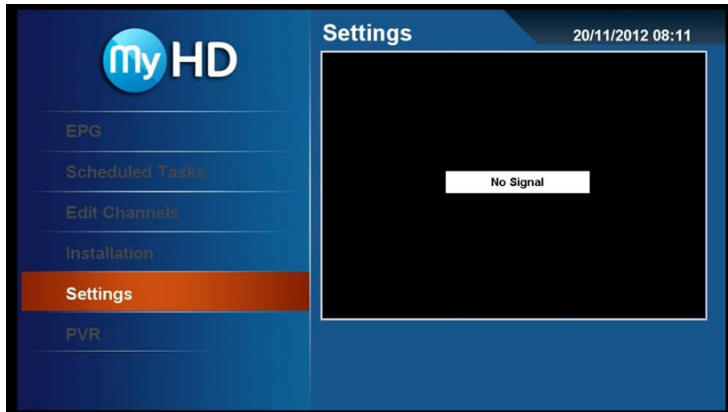 my HD
Settings
20/11/2012 08:11
EPG
Scheduled Tasks
Edit Channels
Installation
Settings
PVR
No Signal